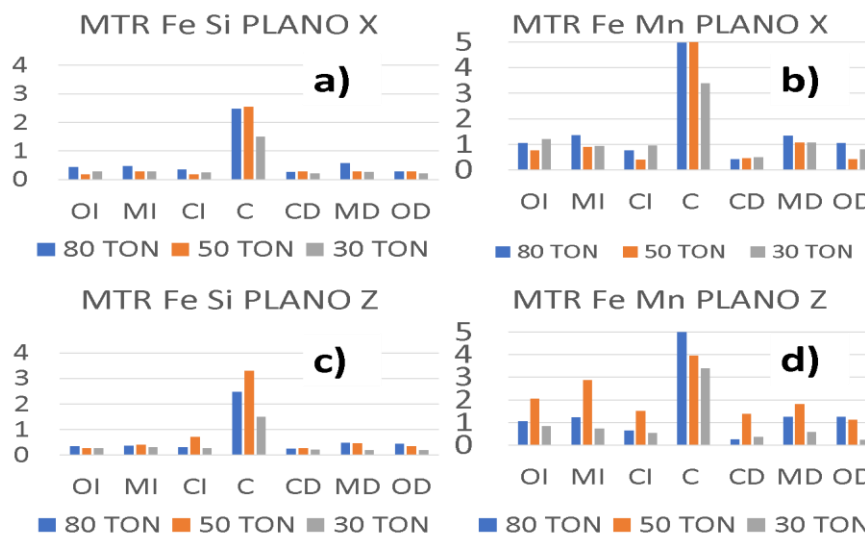 MTR Fe Si PLANO X
a)
4
3
2
1
0
OI MI CI C CD MD OD
80 TON 50 TON 30 TON
MTR Fe Mn PLANO X
b)
5
4
3
2
1
0
OI MI CI C CD MD OD
80 TON 50 TON 30 TON
MTR Fe Si PLANO Z
c)
4
3
2
1
0
OI MI CI C CD MD OD
80 TON 50 TON 30 TON
MTR Fe Mn PLANO Z
d)
5
4
3
2
1
0
OI MI CI C CD MD OD
80 TON 50 TON 30 TON